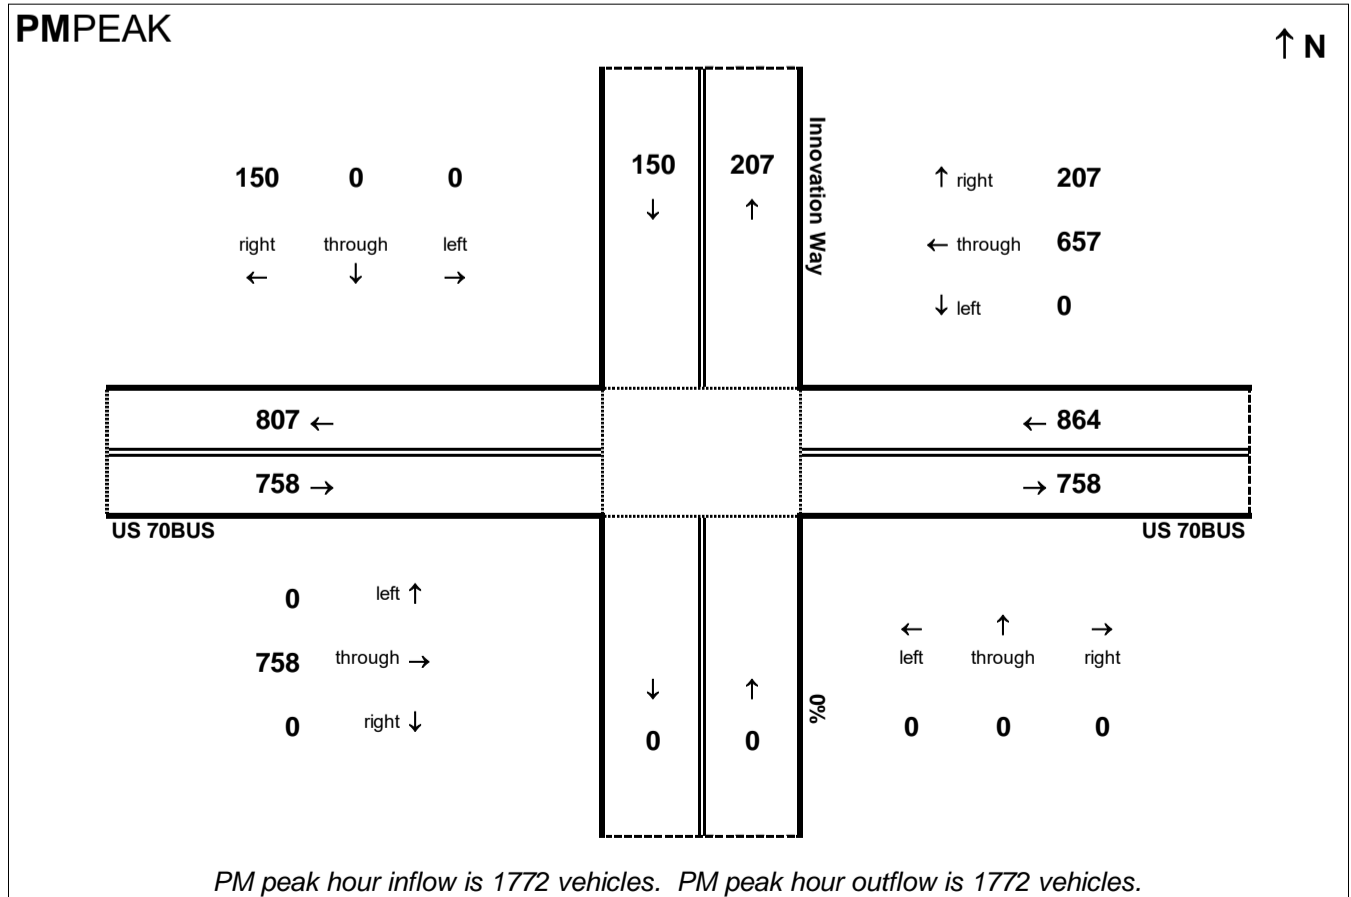 PMPEAK
↑ N
150 0 0
right through left
← ↓ →
150 207
↓ ↑
Innovation Way
↑ right 207
← through 657
↓ left 0
807 ←
758 →
← 864
→ 758
US 70BUS
US 70BUS
0 left ↑
758 through →
0 right ↓
↓ ↑
0 0
0%
← ↑ →
left through right
0 0 0
PM peak hour inflow is 1772 vehicles. PM peak hour outflow is 1772 vehicles.